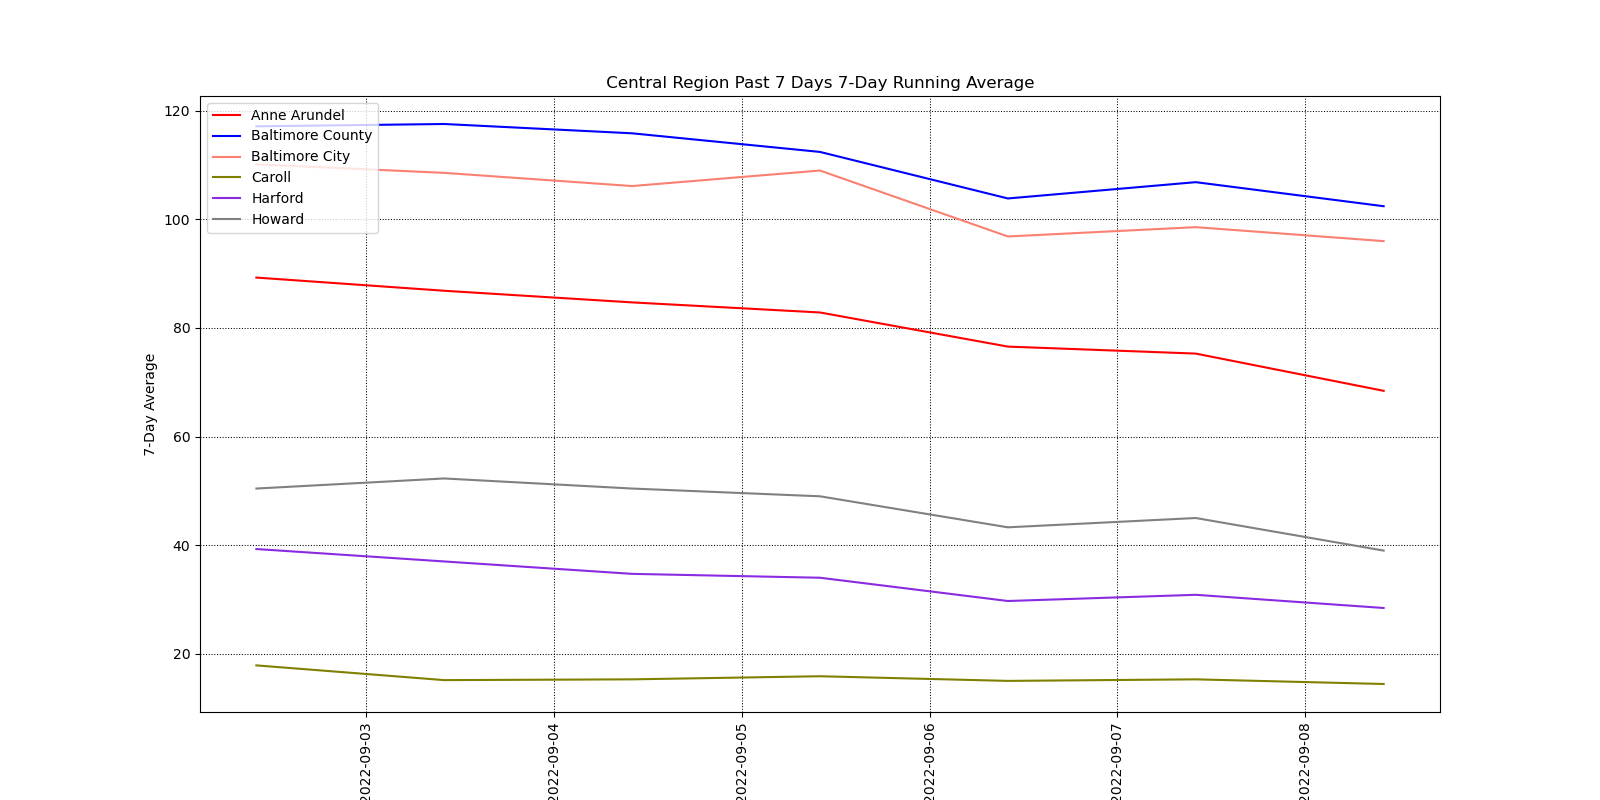 Central Region Past 7 Days 7-Day Running Average
Anne Arundel
Baltimore County
Baltimore City
Caroll
Harford
Howard
7-Day Average
120
100
80
60
40
20
2022-09-03
2022-09-04
2022-09-05
2022-09-06
2022-09-07
2022-09-08